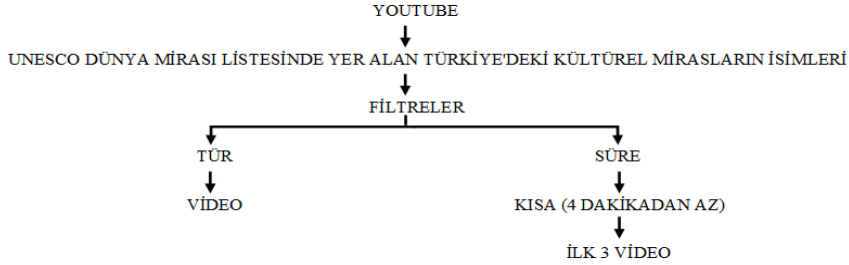 YOUTUBE
UNESCO DÜNYA MİRASI LİSTESİNDE YER ALAN TÜRKİYE'DEKİ KÜLTÜREL MİRASLARIN İSİMLERİ
FİLTRELER
TÜR
SÜRE
VİDEO
KISA (4 DAKİKADAN AZ)
İLK 3 VİDEO